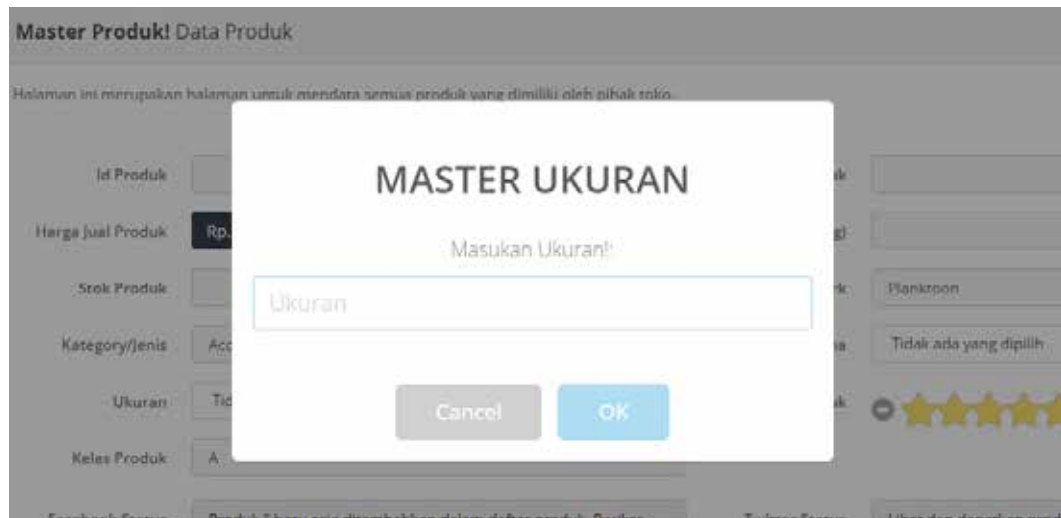 Master Produk! Data Produk
Halaman ini merupakan halaman untuk mendata semua produk yang dimiliki oleh pihak toko.
MASTER UKURAN
Masukan Ukuran!:
Ukuran
Cancel OK
Id Produk
Harga Jual Produk Rp.
Stok Produk Planktoon
Kategory/Jenis Tidak ada yang dipilih
Ukuran
Kelas Produk A